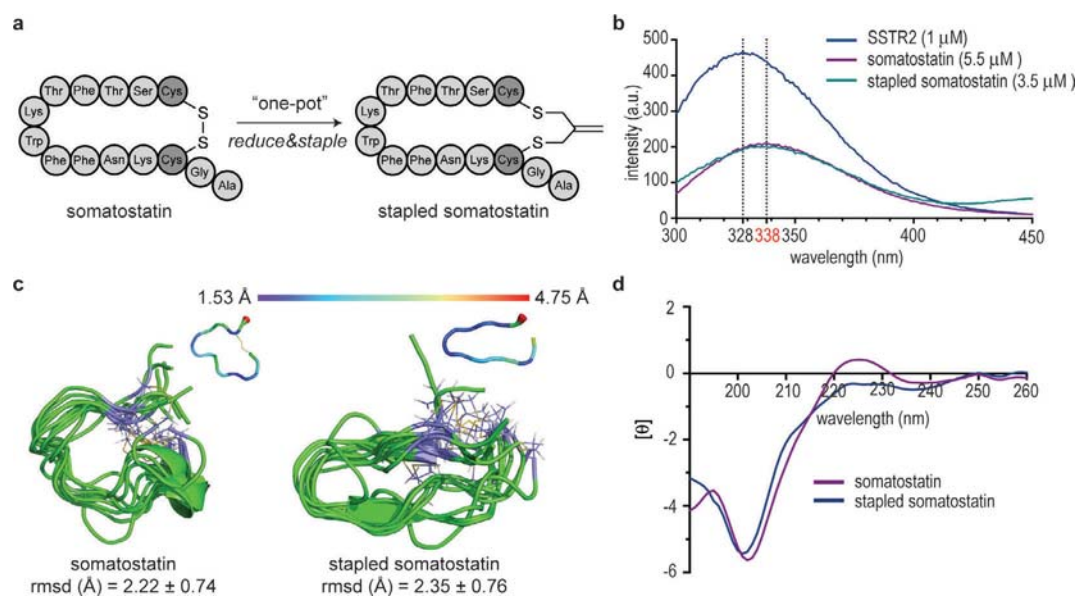 a
Thr Phe Thr Ser Cys
Lys
S
"one-pot"
S
Trp
reduce&staple
S
Phe Phe Asn Lys Cys
Gly
Ala
somatostatin
Thr Phe Thr Ser Cys
Lys
S
Trp
S
Phe Phe Asn Lys Cys
Gly
Ala
stapled somatostatin
b
SSTR2 (1 μM)
somatostatin (5.5 μM )
stapled somatostatin (3.5 μM )
intensity (a.u.)
500
400
300
200
100
0
300 328 338 350 400 450
wavelength (nm)
c
1.53 Å 4.75 Å
somatostatin
rmsd (Å) = 2.22 ± 0.74
stapled somatostatin
rmsd (Å) = 2.35 ± 0.76
d
2
0
-2
-4
-6
[θ]
200 210 220 230 240 250 260
wavelength (nm)
somatostatin
stapled somatostatin